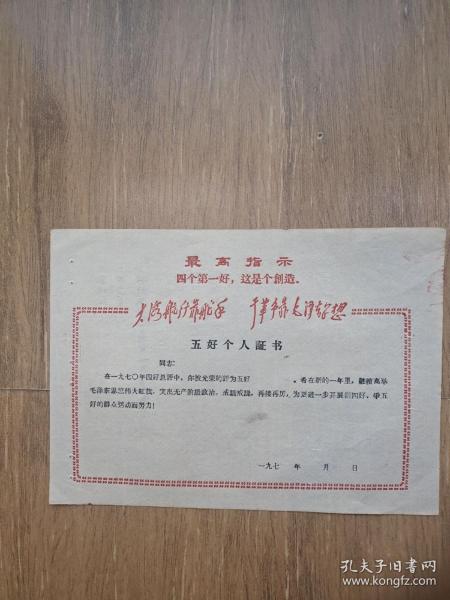 最高指示
四个第一好，这是个创造。
大海航行靠舵手 干革命靠毛泽东思想
五好个人証书
同志：
在一九七〇年四好总评中，你被光荣的评为五好 。希在新的一年里，继续高举
毛泽东思想伟大红旗，突出无产阶级政治，戒骄戒躁，再接再厉，为更进一步开展创四好、争五
好的群众运动而努力！
一九七 年 月 日
孔夫子旧书网
www.kongfz.com